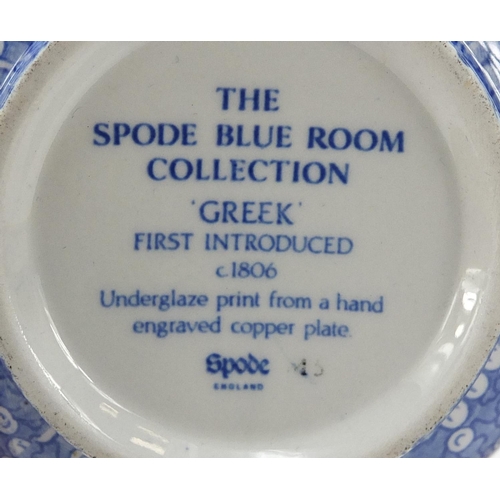 THE
SPODE BLUE ROOM
COLLECTION
'GREEK'
FIRST INTRODUCED
c.1806
Underglaze print from a hand
engraved copper plate.
Spode
ENGLAND